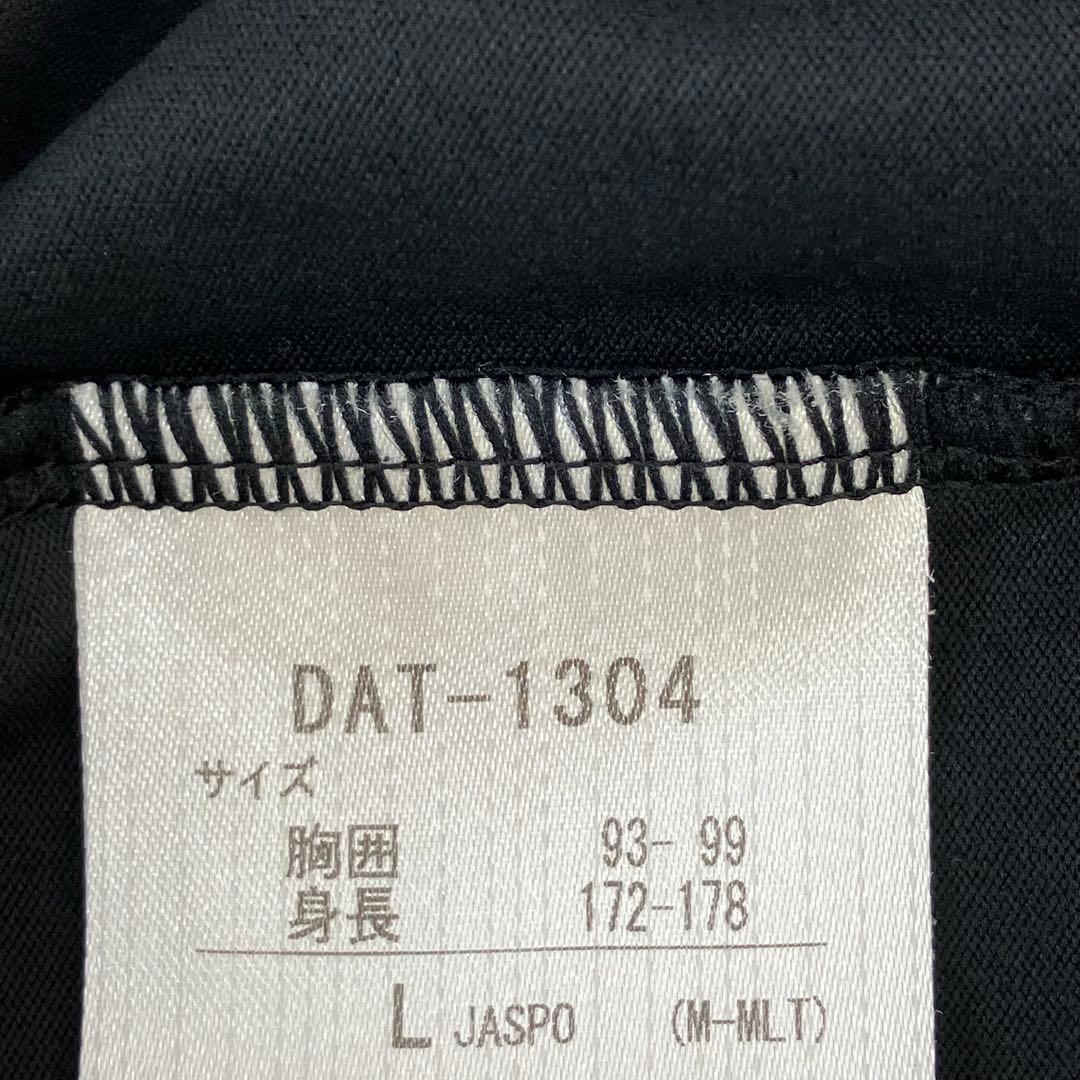 DAT-1304
サイズ
胸囲 93- 99
身長 172-178
L JASPO (M-MLT)